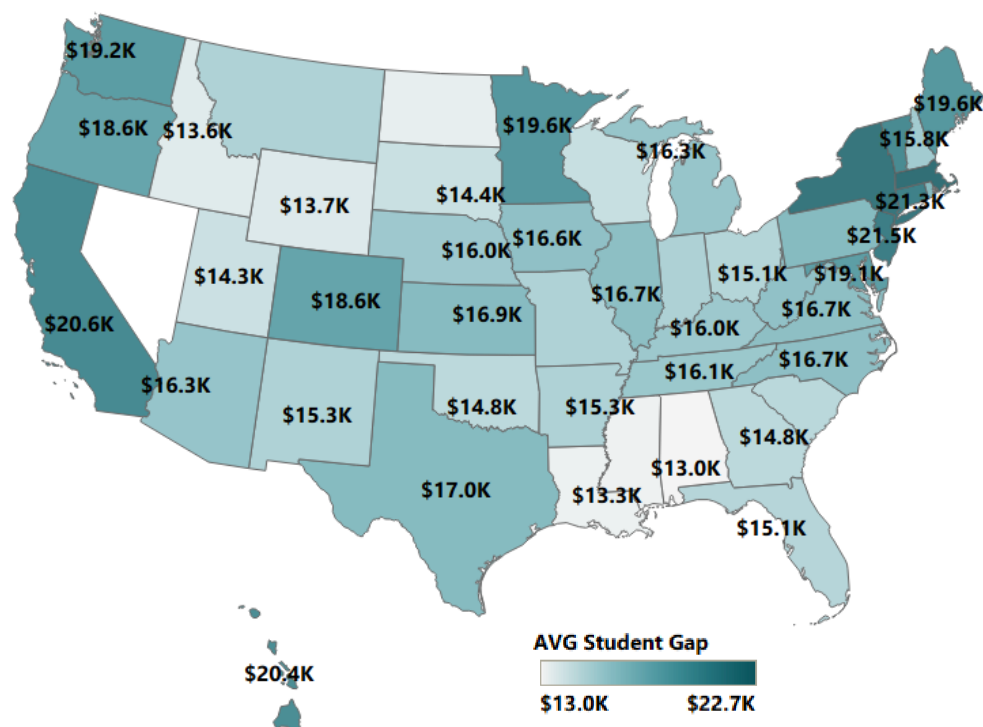 $19.2K
$19.6K
$18.6K
$13.6K
$19.6K
$15.8K
$16.3K
$14.4K
$13.7K
$21.3K
$16.0K
$16.6K
$21.5K
$14.3K
$15.1K
$19.1K
$18.6K
$16.7K
$16.9K
$16.7K
$20.6K
$16.0K
$16.3K
$16.1K
$16.7K
$15.3K
$14.8K
$15.3K
$14.8K
$13.0K
$17.0K
$13.3K
$15.1K
AVG Student Gap
$20.4K
$13.0K
$22.7K